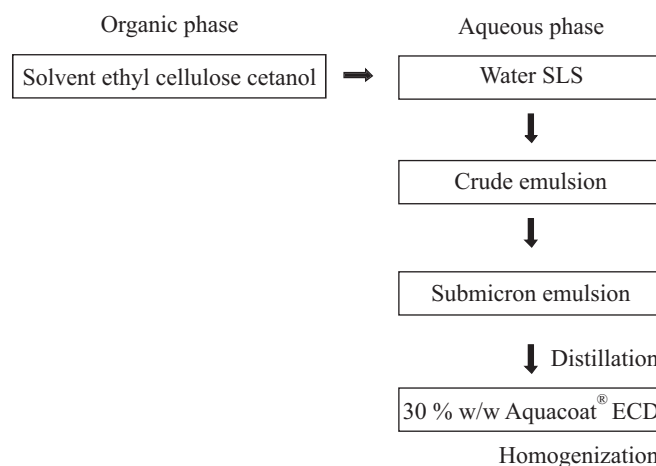 Organic phase
Aqueous phase
Solvent ethyl cellulose cetanol
Water SLS
Crude emulsion
Submicron emulsion
Distillation
30 % w/w Aquacoat® ECD
Homogenization